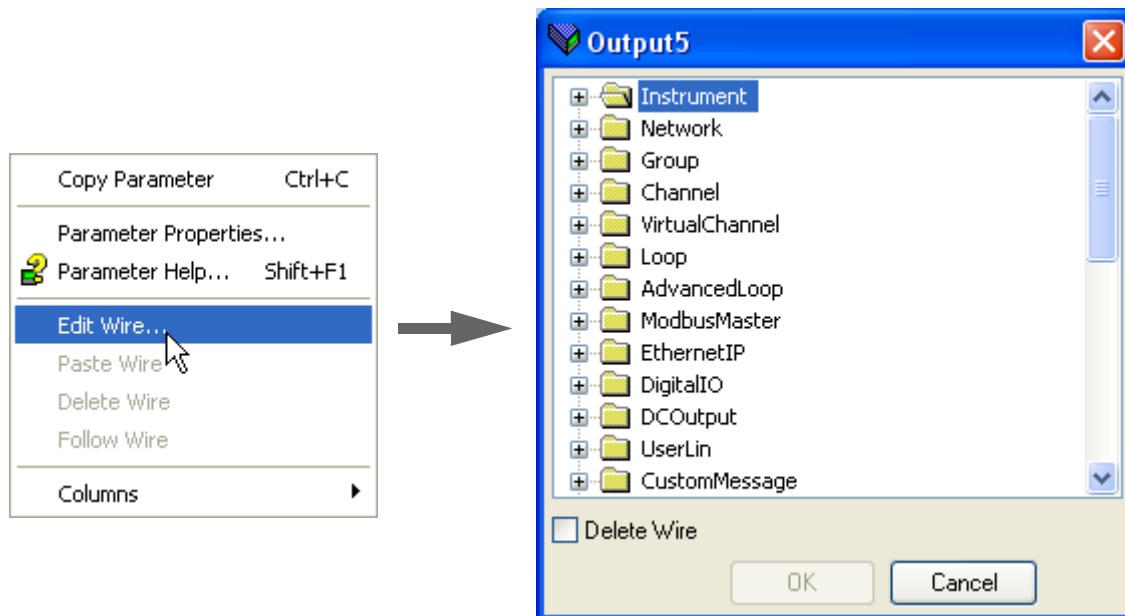 Copy Parameter Ctrl+C
Parameter Properties...
Parameter Help... Shift+F1
Edit Wire...
Paste Wire
Delete Wire
Follow Wire
Columns
Output5
Instrument
Network
Group
Channel
VirtualChannel
Loop
AdvancedLoop
ModbusMaster
EthernetIP
DigitalIO
DCOutput
UserLin
CustomMessage
Delete Wire
OK Cancel